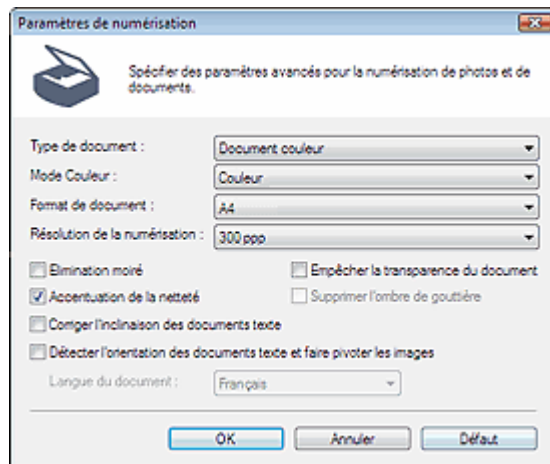 Paramètres de numérisation
Spécifier des paramètres avancés pour la numérisation de photos et de
documents.
Type de document : Document couleur
Mode Couleur : Couleur
Format de document : A4
Résolution de la numérisation : 300 ppp
Elimination moiré Empêcher la transparence du document
Accentuation de la netteté Supprimer l'ombre de gouttière
Corriger l'inclinaison des documents texte
Détecter l'orientation des documents texte et faire pivoter les images
Langue du document : Français
OK Annuler Défaut